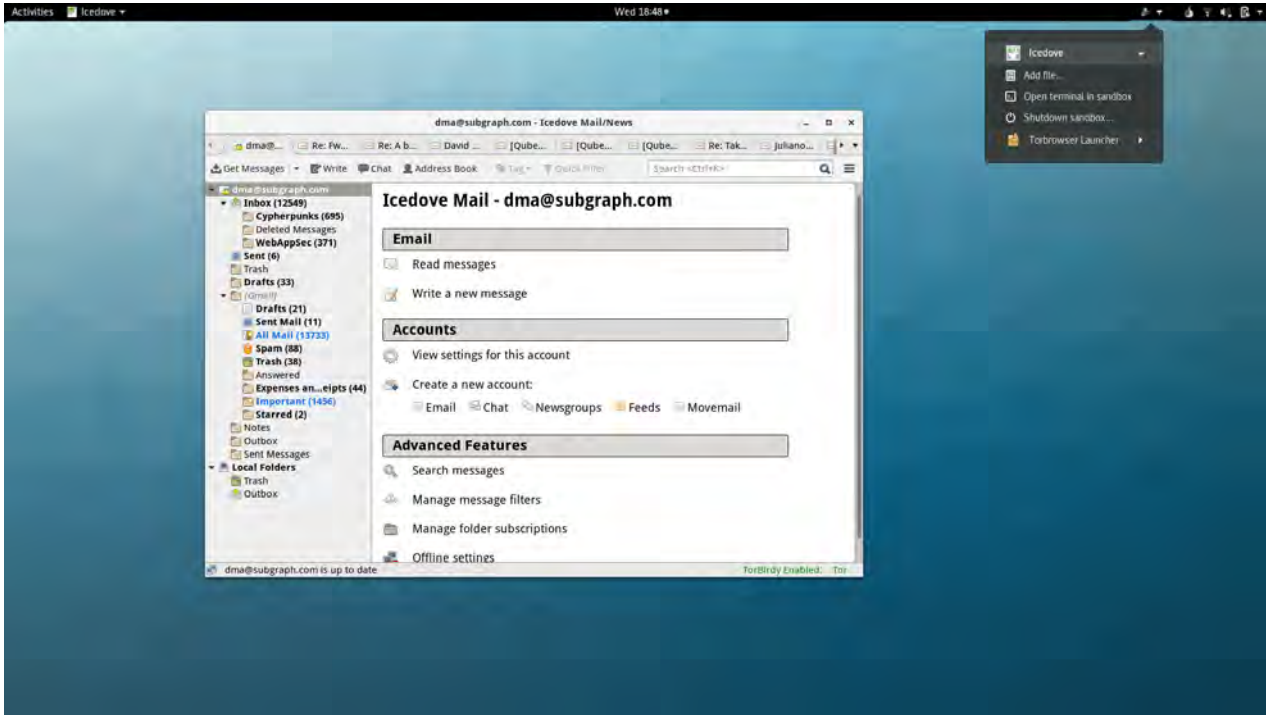 Activities Icedove Wed 18:48
Icedove
Add file...
Open terminal in sandbox
Shutdown sandbox...
Torbrowser Launcher
dma@subgraph.com - Icedove Mail/News
dma@... Re: Fw... Re: A b... David ... [Qube... [Qube... [Qube... Re: Tak... Juliano...
Get Messages Write Chat Address Book Tag Quick Filter Search <Ctrl+K>
dma@subgraph.com
Inbox (12549)
Cypherpunks (695)
Deleted Messages
WebAppSec (371)
Sent (6)
Trash
Drafts (33)
[Gmail]
Drafts (21)
Sent Mail (11)
All Mail (13733)
Spam (88)
Trash (38)
Answered
Expenses an...eipts (44)
Important (1456)
Starred (2)
Notes
Outbox
Sent Messages
Local Folders
Trash
Outbox
Icedove Mail - dma@subgraph.com
Email
Read messages
Write a new message
Accounts
View settings for this account
Create a new account:
Email Chat Newsgroups Feeds Movemail
Advanced Features
Search messages
Manage message filters
Manage folder subscriptions
Offline settings
dma@subgraph.com is up to date TorBirdy Enabled: Tor